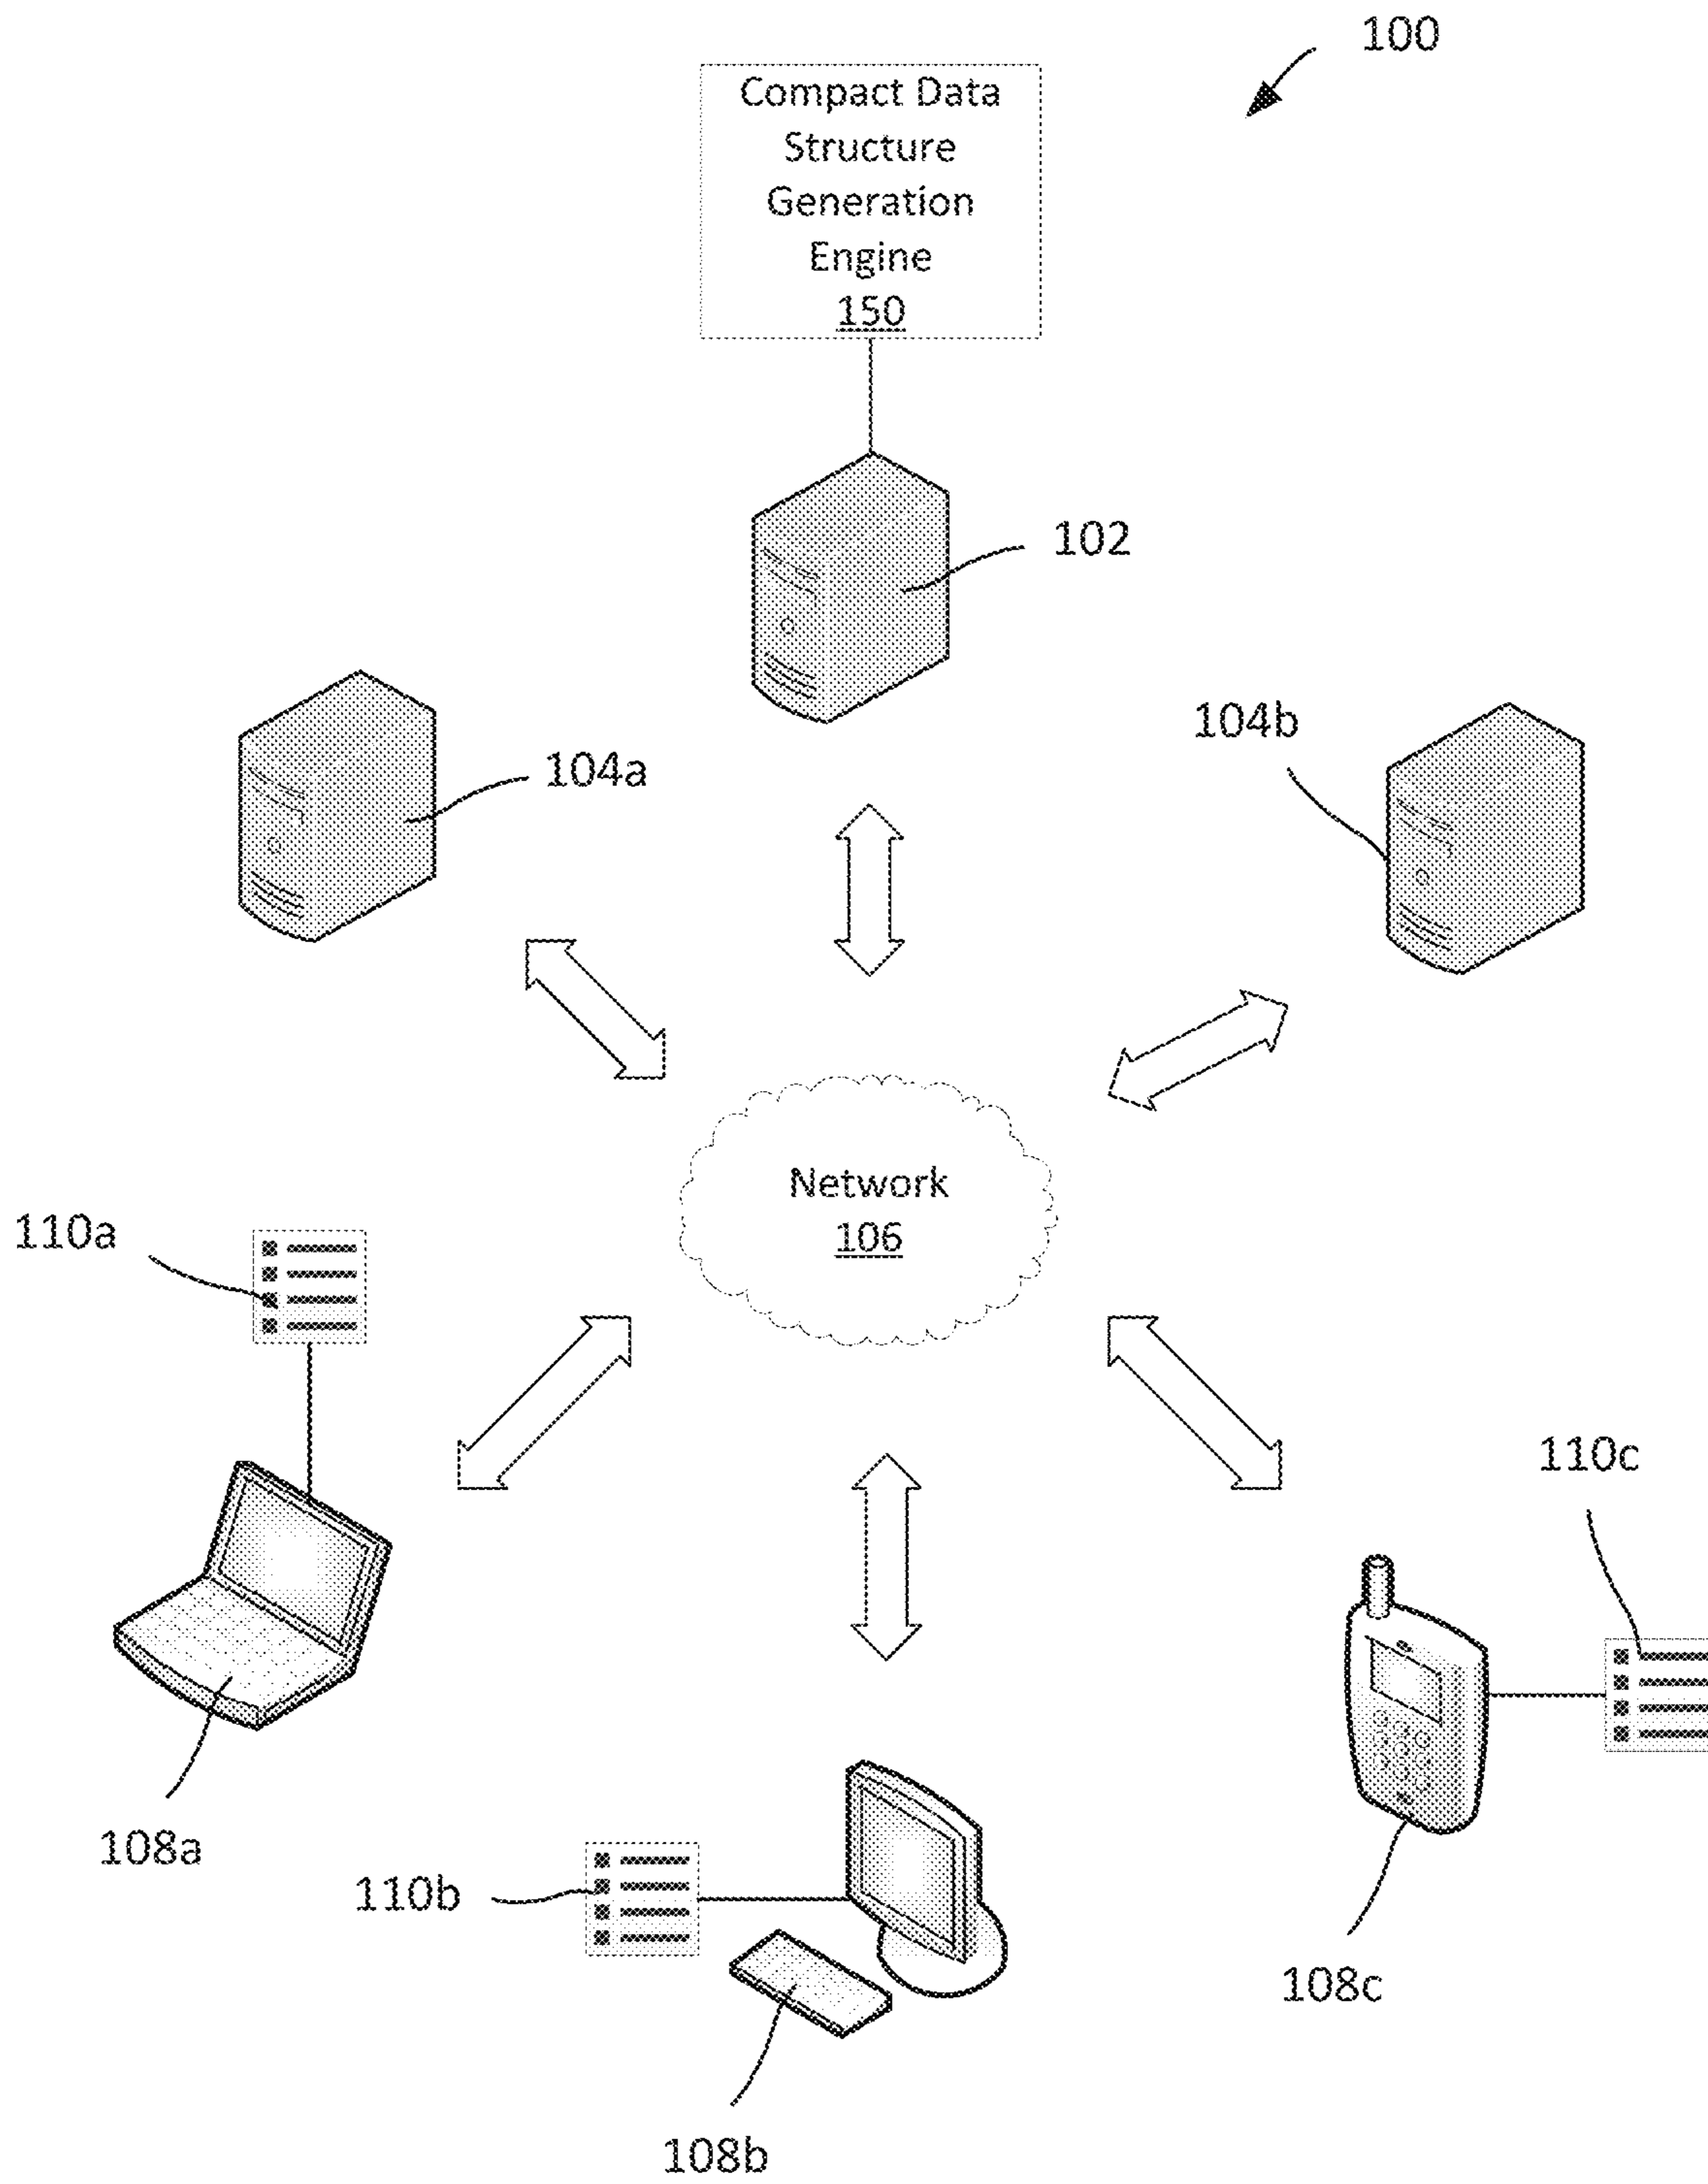 100
Compact Data
Structure
Generation
Engine
150
102
104b
104a
Network
106
110a
110c
108a
110b
108c
108b